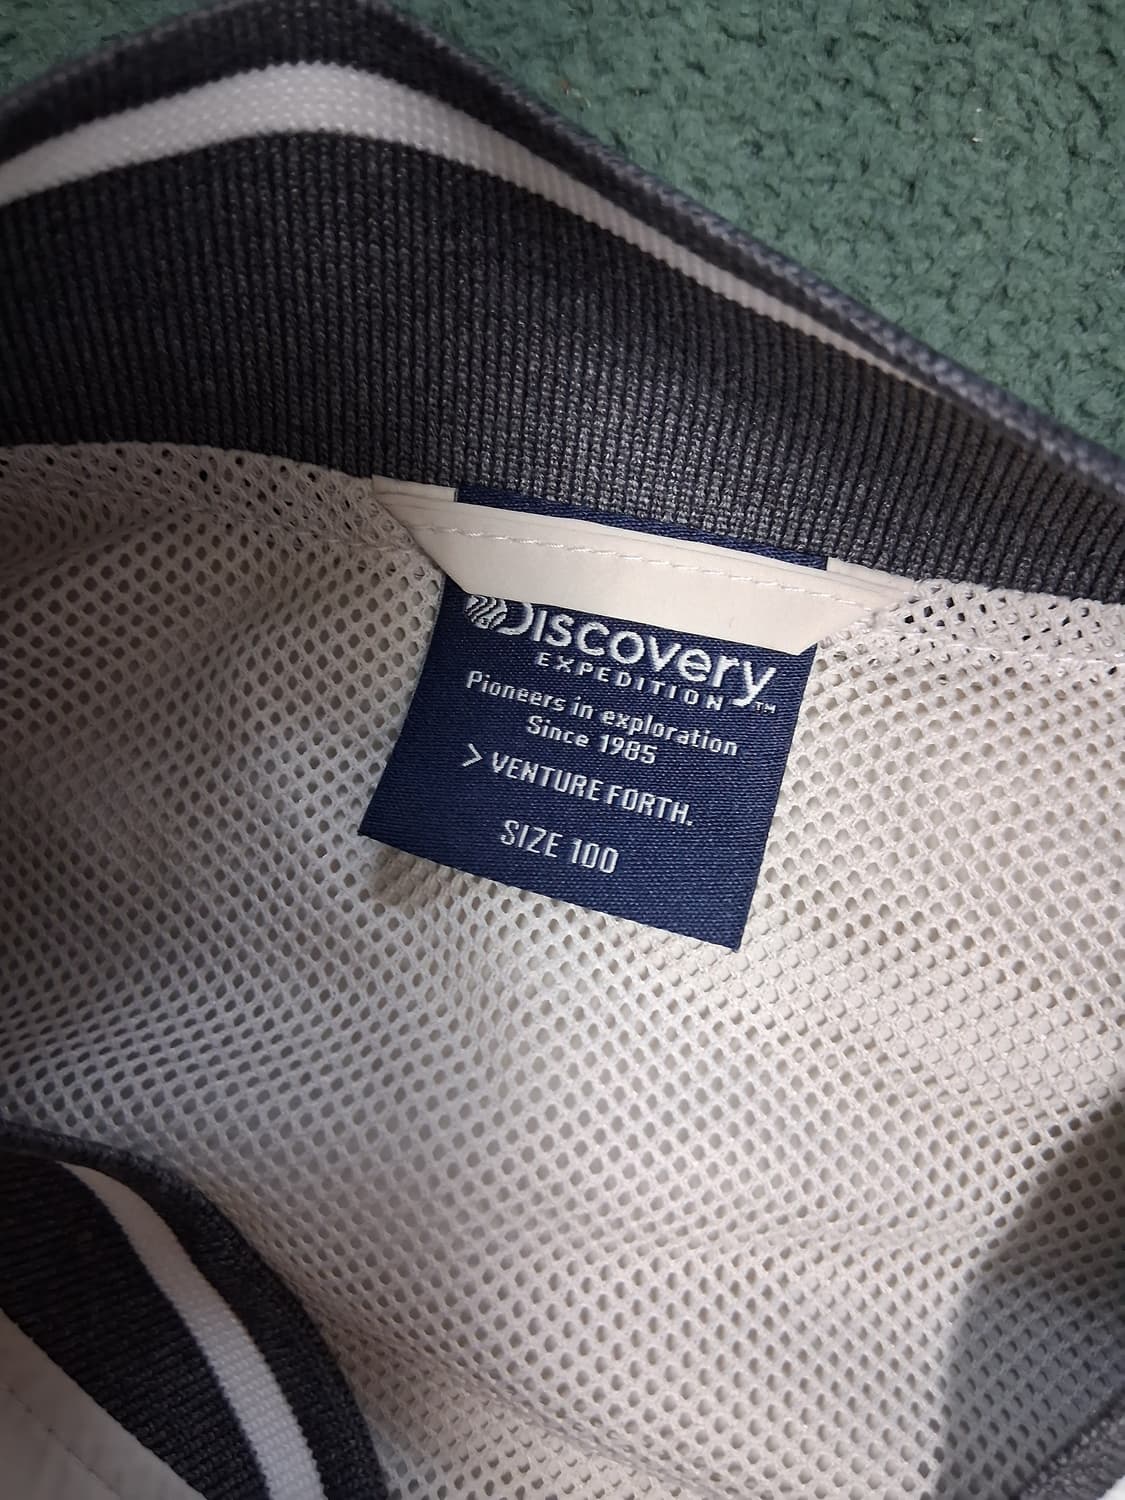 DISCOVERY
EXPEDITION™
Pioneers in exploration
Since 1985
> VENTURE FORTH.
SIZE 100